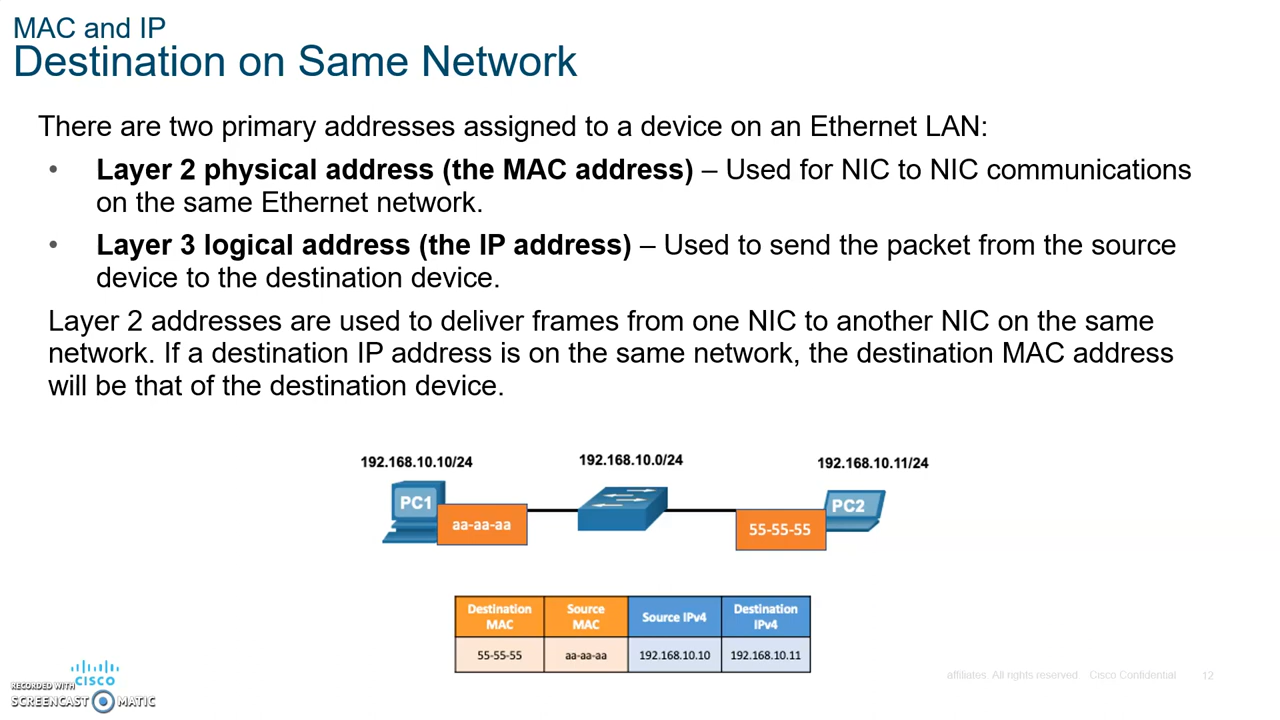 MAC and IP
Destination on Same Network
There are two primary addresses assigned to a device on an Ethernet LAN:
• Layer 2 physical address (the MAC address) – Used for NIC to NIC communications
on the same Ethernet network.
• Layer 3 logical address (the IP address) – Used to send the packet from the source
device to the destination device.
Layer 2 addresses are used to deliver frames from one NIC to another NIC on the same
network. If a destination IP address is on the same network, the destination MAC address
will be that of the destination device.
192.168.10.10/24 192.168.10.0/24 192.168.10.11/24
PC1 PC2
aa-aa-aa 55-55-55
Destination MAC Source MAC Source IPv4 Destination IPv4
55-55-55 aa-aa-aa 192.168.10.10 192.168.10.11
CISCO
affiliates. All rights reserved. Cisco Confidential 12
RECORDED WITH
SCREENCAST MATIC